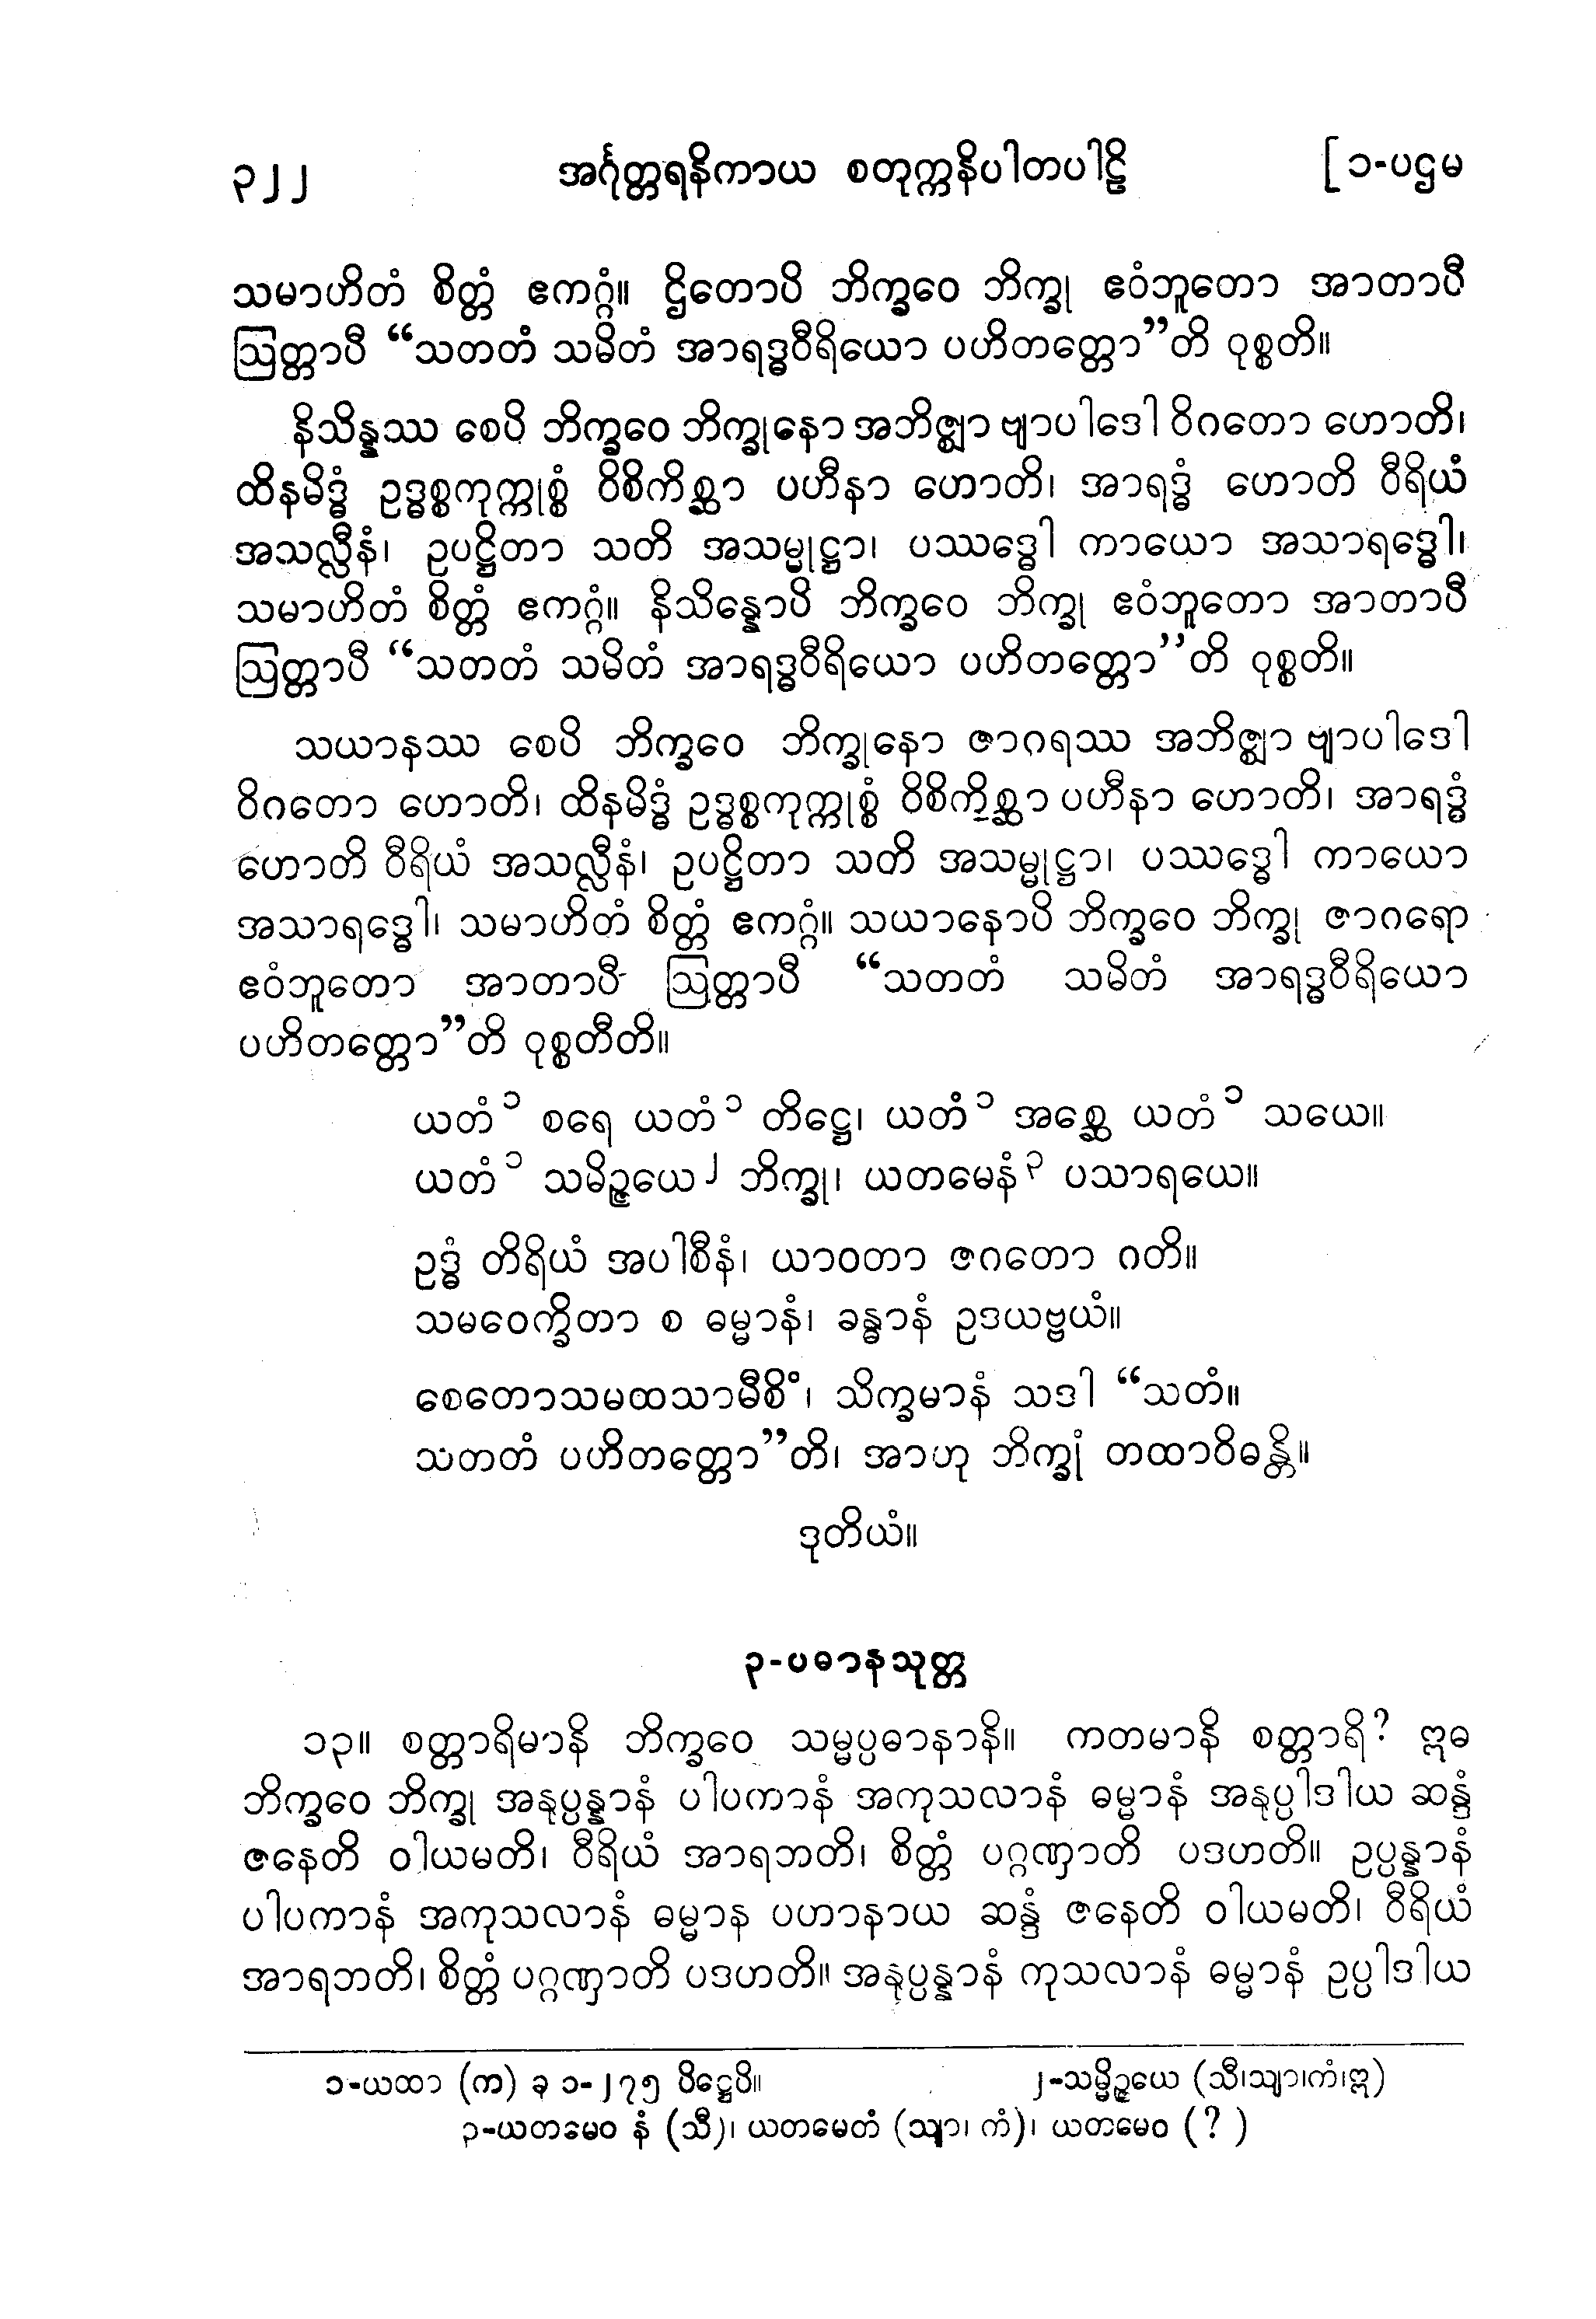 ၃၂၂ အင်္ဂုတ္တရနိကာယ စတုက္ကနိပါတပါဠိ [၁-ပဌမ
သမာဟိတံ စိတ္တံ ဧကဂ္ဂံ။ ဌိတောပိ ဘိက္ခဝေ ဘိက္ခု ဧဝံဘူတော အာတာပီ
ဩတ္တာပီ “သတတံ သမိတံ အာရဒ္ဓဝီရိယော ပဟိတတ္တော”တိ ဝုစ္စတိ။
နိသိန္နဿ စေပိ ဘိက္ခဝေ ဘိက္ခုနော အဘိဇ္ဈာ ဗျာပါဒေါ ဝိဂတော ဟောတိ၊
ထိနမိဒ္ဓံ ဥဒ္ဓစ္စကုက္ကုစ္စံ ဝိစိကိစ္ဆာ ပဟီနာ ဟောတိ၊ အာရဒ္ဓံ ဟောတိ ဝီရိယံ
အသလ္လီနံ၊ ဥပဋ္ဌိတာ သတိ အသမ္မုဋ္ဌာ၊ ပဿဒ္ဓေါ ကာယော အသာရဒ္ဓေါ၊
သမာဟိတံ စိတ္တံ ဧကဂ္ဂံ။ နိသိန္နောပိ ဘိက္ခဝေ ဘိက္ခု ဧဝံဘူတော အာတာပီ
ဩတ္တာပီ “သတတံ သမိတံ အာရဒ္ဓဝီရိယော ပဟိတတ္တော”တိ ဝုစ္စတိ။
သယာနဿ စေပိ ဘိက္ခဝေ ဘိက္ခုနော ဇာဂရဿ အဘိဇ္ဈာ ဗျာပါဒေါ
ဝိဂတော ဟောတိ၊ ထိနမိဒ္ဓံ ဥဒ္ဓစ္စကုက္ကုစ္စံ ဝိစိကိစ္ဆာ ပဟီနာ ဟောတိ၊ အာရဒ္ဓံ
ဟောတိ ဝီရိယံ အသလ္လီနံ၊ ဥပဋ္ဌိတာ သတိ အသမ္မုဋ္ဌာ၊ ပဿဒ္ဓေါ ကာယော
အသာရဒ္ဓေါ၊ သမာဟိတံ စိတ္တံ ဧကဂ္ဂံ။ သယာနောပိ ဘိက္ခဝေ ဘိက္ခု ဇာဂရော
ဧဝံဘူတော အာတာပီ ဩတ္တာပီ “သတတံ သမိတံ အာရဒ္ဓဝီရိယော
ပဟိတတ္တော”တိ ဝုစ္စတီတိ။
ယတံ ၁ စရေ ယတံ ၁ တိဋ္ဌေ၊ ယတံ ၁ အစ္ဆေ ယတံ ၁ သယေ။
ယတံ ၁ သမိဉ္ဇယေ ၂ ဘိက္ခု၊ ယတမေနံ ၃ ပသာရယေ။
ဥဒ္ဓံ တိရိယံ အပါစီနံ၊ ယာဝတာ ဇဂတော ဂတိ။
သမဝေက္ခိတာ စ ဓမ္မာနံ၊ ခန္ဓာနံ ဥဒယဗ္ဗယံ။
စေတောသမထသာမီစိံ၊ သိက္ခမာနံ သဒါ “သတံ။
သတတံ ပဟိတတ္တော”တိ၊ အာဟု ဘိက္ခုံ တထာဝိဓန္တိ။
ဒုတိယံ။
၃-ပဓာနသုတ္တ
၁၃။ စတ္တာရိမာနိ ဘိက္ခဝေ သမ္မပ္ပဓာနာနိ။ ကတမာနိ စတ္တာရိ? ဣဓ
ဘိက္ခဝေ ဘိက္ခု အနုပ္ပန္နာနံ ပါပကာနံ အကုသလာနံ ဓမ္မာနံ အနုပ္ပါဒါယ ဆန္ဒံ
ဇနေတိ ဝါယမတိ၊ ဝီရိယံ အာရဘတိ၊ စိတ္တံ ပဂ္ဂဏှာတိ ပဒဟတိ။ ဥပ္ပန္နာနံ
ပါပကာနံ အကုသလာနံ ဓမ္မာန ပဟာနာယ ဆန္ဒံ ဇနေတိ ဝါယမတိ၊ ဝီရိယံ
အာရဘတိ၊ စိတ္တံ ပဂ္ဂဏှာတိ ပဒဟတိ။ အနုပ္ပန္နာနံ ကုသလာနံ ဓမ္မာနံ ဥပ္ပါဒါယ
၁-ယထာ (က) ခု ၁-၂၇၅ ပိဋ္ဌေပိ။ ၂-သမ္မိဉ္ဇယေ (သီ၊သျာ၊ကံ၊ဣ)
၃-ယတမေဝ နံ (သီ)၊ ယတမေတံ (သျာ၊ ကံ)၊ ယတမေဝ (?)